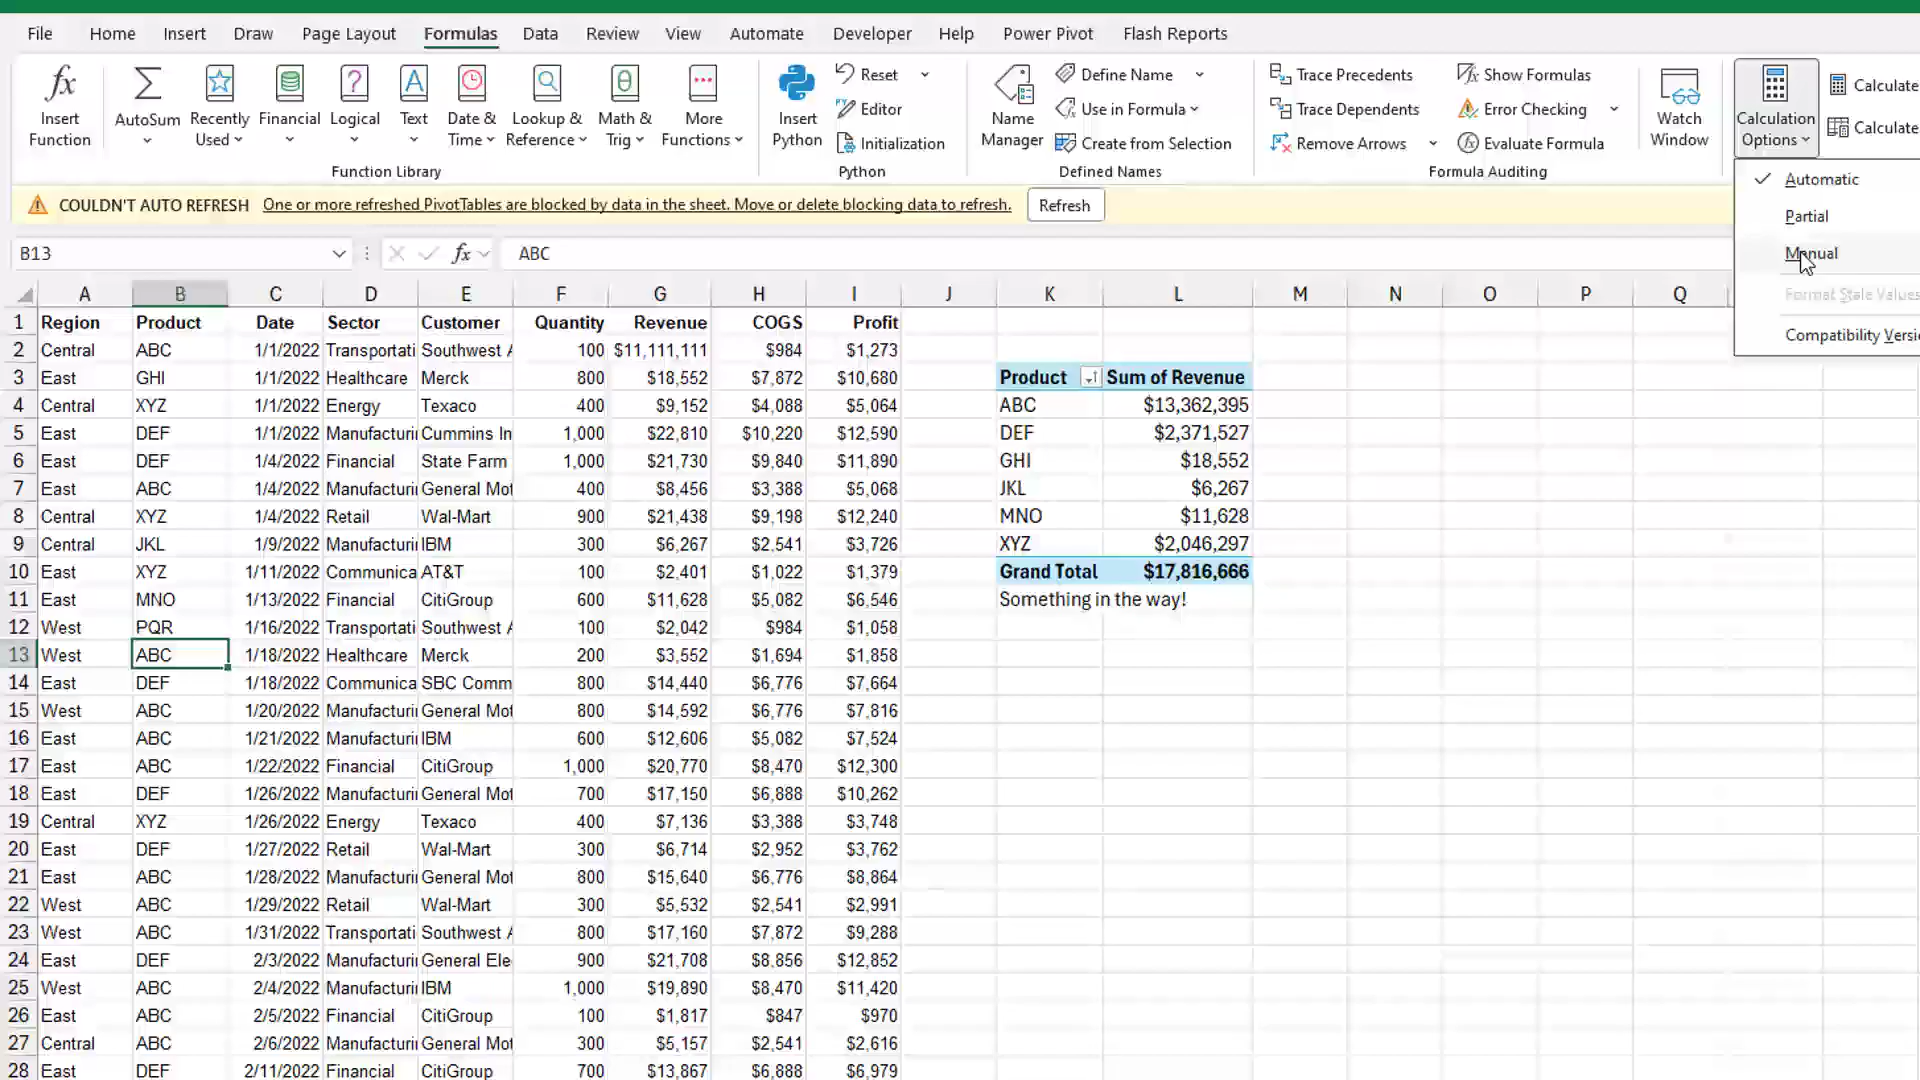 File Home Insert Draw Page Layout Formulas Data Review View Automate Developer Help Power Pivot Flash Reports
Insert Function
AutoSum
Recently Used
Financial
Logical
Text
Date & Time
Lookup & Reference
Math & Trig
More Functions
Function Library
Insert Python
Reset
Editor
Initialization
Python
Name Manager
Define Name
Use in Formula
Create from Selection
Defined Names
Trace Precedents
Trace Dependents
Remove Arrows
Show Formulas
Error Checking
Evaluate Formula
Formula Auditing
Watch Window
Calculation Options
Calculate
Calculate
Automatic
Partial
Manual
Format Stale Values
Compatibility Versi
COULDN'T AUTO REFRESH One or more refreshed PivotTables are blocked by data in the sheet. Move or delete blocking data to refresh. Refresh
B13 fx ABC
A B C D E F G H I J K L M N O P Q
1 Region Product Date Sector Customer Quantity Revenue COGS Profit
2 Central ABC 1/1/2022 Transportati Southwest A 100 $11,111,111 $984 $1,273
3 East GHI 1/1/2022 Healthcare Merck 800 $18,552 $7,872 $10,680 Product Sum of Revenue
4 Central XYZ 1/1/2022 Energy Texaco 400 $9,152 $4,088 $5,064 ABC $13,362,395
5 East DEF 1/1/2022 Manufacturi Cummins In 1,000 $22,810 $10,220 $12,590 DEF $2,371,527
6 East DEF 1/4/2022 Financial State Farm 1,000 $21,730 $9,840 $11,890 GHI $18,552
7 East ABC 1/4/2022 Manufacturi General Mot 400 $8,456 $3,388 $5,068 JKL $6,267
8 Central XYZ 1/4/2022 Retail Wal-Mart 900 $21,438 $9,198 $12,240 MNO $11,628
9 Central JKL 1/9/2022 Manufacturi IBM 300 $6,267 $2,541 $3,726 XYZ $2,046,297
10 East XYZ 1/11/2022 Communica AT&T 100 $2,401 $1,022 $1,379 Grand Total $17,816,666
11 East MNO 1/13/2022 Financial CitiGroup 600 $11,628 $5,082 $6,546 Something in the way!
12 West PQR 1/16/2022 Transportati Southwest A 100 $2,042 $984 $1,058
13 West ABC 1/18/2022 Healthcare Merck 200 $3,552 $1,694 $1,858
14 East DEF 1/18/2022 Communica SBC Comm 800 $14,440 $6,776 $7,664
15 West ABC 1/20/2022 Manufacturi General Mot 800 $14,592 $6,776 $7,816
16 East ABC 1/21/2022 Manufacturi IBM 600 $12,606 $5,082 $7,524
17 East ABC 1/22/2022 Financial CitiGroup 1,000 $20,770 $8,470 $12,300
18 East DEF 1/26/2022 Manufacturi General Mot 700 $17,150 $6,888 $10,262
19 Central XYZ 1/26/2022 Energy Texaco 400 $7,136 $3,388 $3,748
20 East DEF 1/27/2022 Retail Wal-Mart 300 $6,714 $2,952 $3,762
21 East ABC 1/28/2022 Manufacturi General Mot 800 $15,640 $6,776 $8,864
22 West ABC 1/29/2022 Retail Wal-Mart 300 $5,532 $2,541 $2,991
23 West ABC 1/31/2022 Transportati Southwest A 800 $17,160 $7,872 $9,288
24 East DEF 2/3/2022 Manufacturi General Ele 900 $21,708 $8,856 $12,852
25 West ABC 2/4/2022 Manufacturi IBM 1,000 $19,890 $8,470 $11,420
26 East ABC 2/5/2022 Financial CitiGroup 100 $1,817 $847 $970
27 Central ABC 2/6/2022 Manufacturi General Mot 300 $5,157 $2,541 $2,616
28 East DEF 2/11/2022 Financial CitiGroup 700 $13,867 $6,888 $6,979